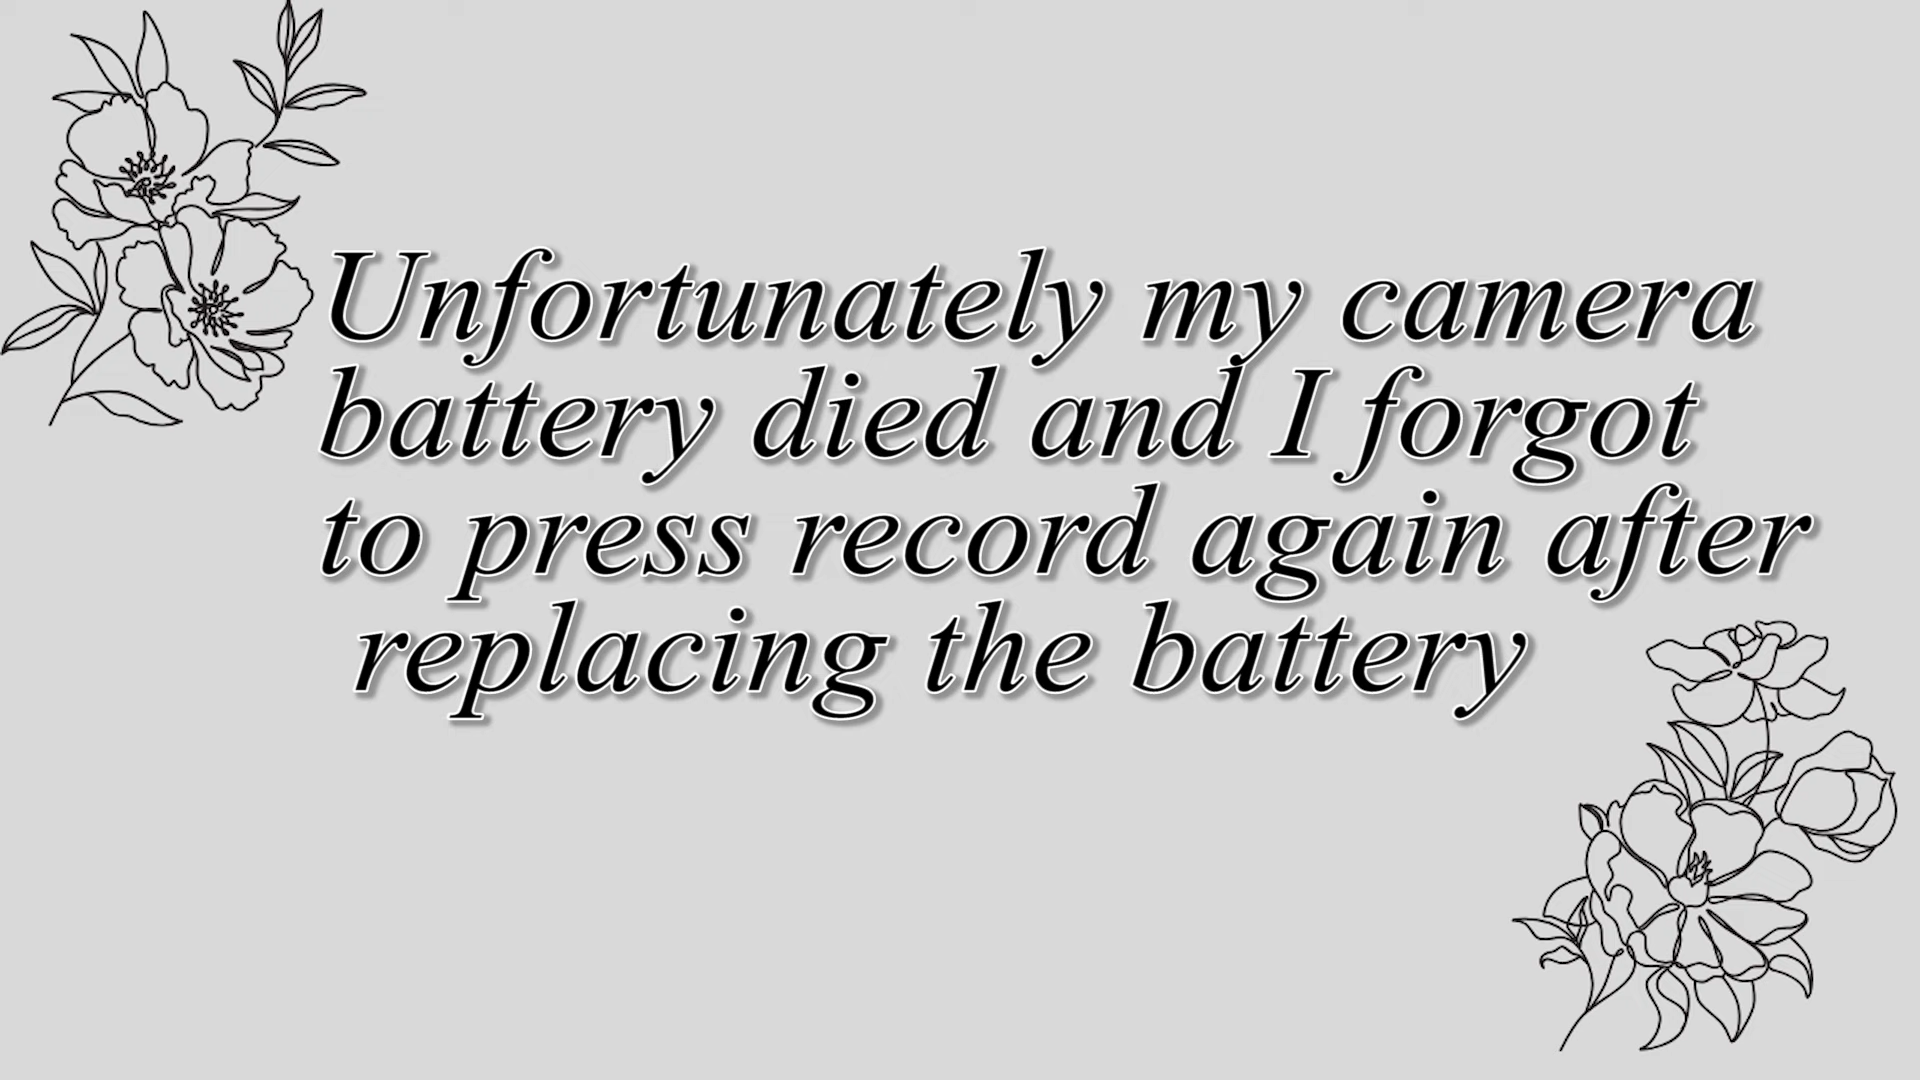 Unfortunately my camera
battery died and I forgot
to press record again after
replacing the battery